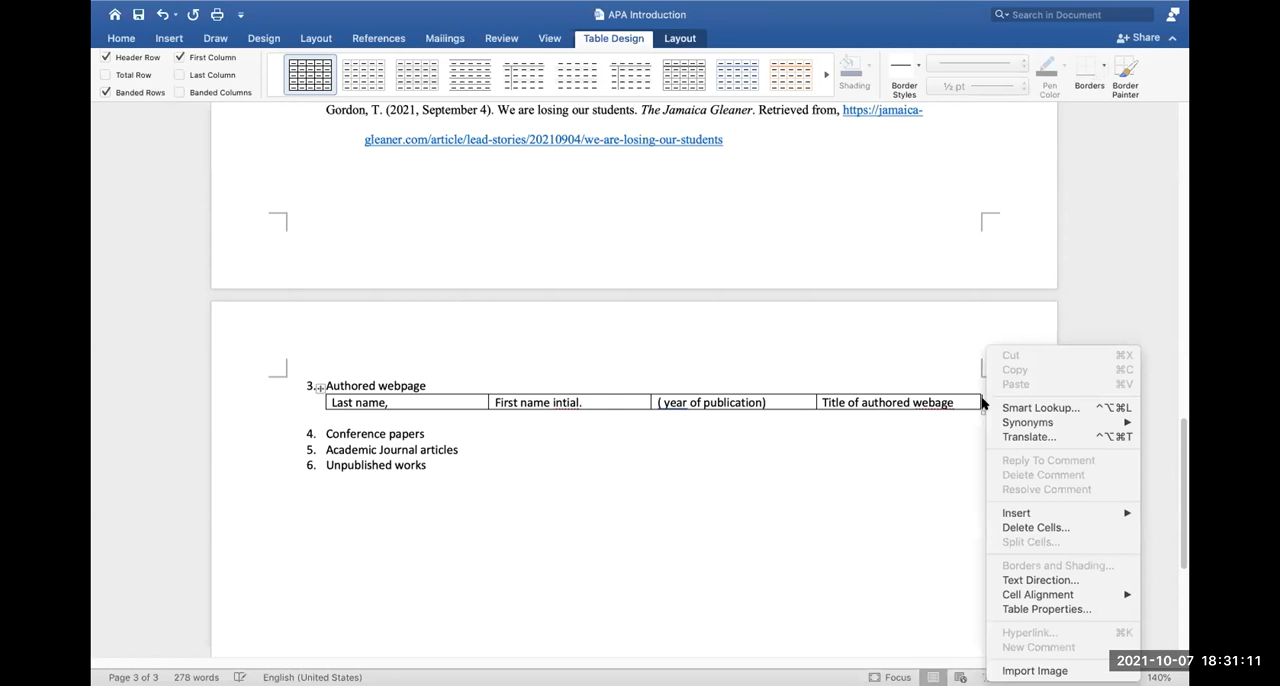 APA Introduction
Search in Document
Home Insert Draw Design Layout References Mailings Review View Table Design Layout Share
Header Row First Column
Total Row Last Column
Banded Rows Banded Columns
Shading
Border Styles
½ pt
Pen Color
Borders
Border Painter
Gordon, T. (2021, September 4). We are losing our students. The Jamaica Gleaner. Retrieved from, https://jamaica-
gleaner.com/article/lead-stories/20210904/we-are-losing-our-students
3. Authored webpage
Last name, First name intial. ( year of publication) Title of authored webage
4. Conference papers
5. Academic Journal articles
6. Unpublished works
Cut ⌘X
Copy ⌘C
Paste ⌘V
Smart Lookup... ^⌥⌘L
Synonyms
Translate... ^⌥⌘T
Reply To Comment
Delete Comment
Resolve Comment
Insert
Delete Cells...
Split Cells...
Borders and Shading...
Text Direction...
Cell Alignment
Table Properties...
Hyperlink... ⌘K
New Comment
Import Image
2021-10-07 18:31:11
Page 3 of 3 278 words English (United States) Focus 140%